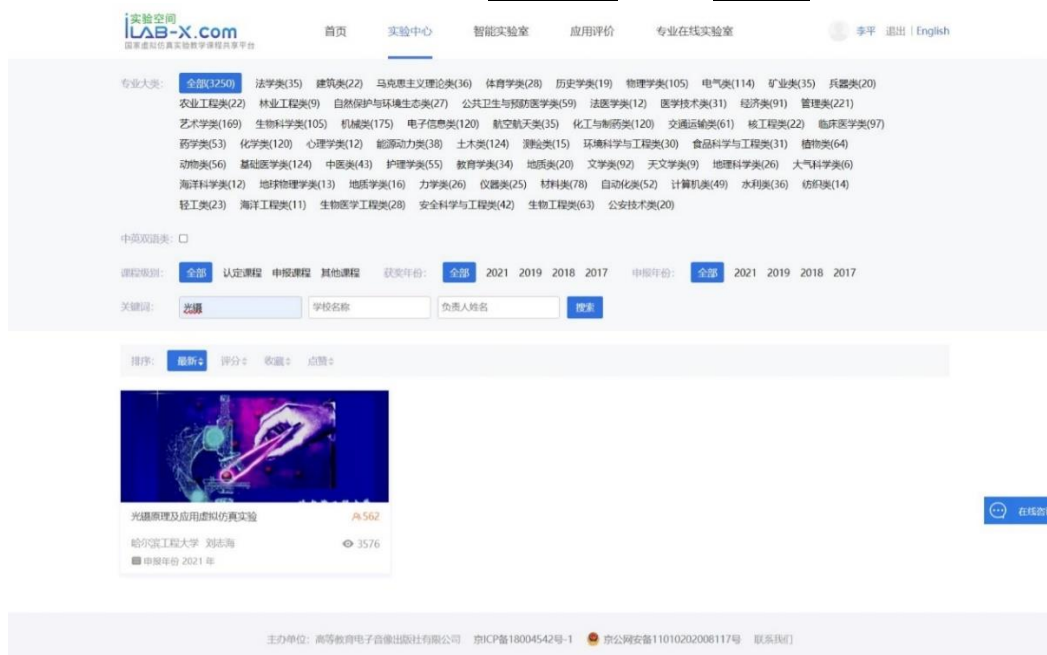 实验空间
iLAB-X.com
国家虚拟仿真实验教学课程共享平台
首页 实验中心 智能实验室 应用评价 专业在线实验室 李平 退出 | English
专业大类: 全部(3250) 法学类(35) 建筑类(22) 马克思主义理论类(36) 体育学类(28) 历史学类(19) 物理学类(105) 电气类(114) 矿业类(35) 兵器类(20)
农业工程类(22) 林业工程类(9) 自然保护与环境生态类(27) 公共卫生与预防医学类(59) 法医学类(12) 医学技术类(31) 经济类(91) 管理类(221)
艺术学类(169) 生物科学类(105) 机械类(175) 电子信息类(120) 航空航天类(35) 化工与制药类(120) 交通运输类(61) 核工程类(22) 临床医学类(97)
药学类(53) 化学类(120) 心理学类(12) 能源动力类(38) 土木类(124) 测绘类(15) 环境科学与工程类(30) 食品科学与工程类(31) 植物类(64)
动物类(56) 基础医学类(124) 中医类(43) 护理学类(55) 教育学类(34) 地质类(20) 文学类(92) 天文学类(9) 地理科学类(26) 大气科学类(6)
海洋科学类(12) 地球物理学类(13) 地质学类(16) 力学类(26) 仪器类(25) 材料类(78) 自动化类(52) 计算机类(49) 水利类(36) 纺织类(14)
轻工类(23) 海洋工程类(11) 生物医学工程类(28) 安全科学与工程类(42) 生物工程类(63) 公安技术类(20)
中英双语类:
课程级别: 全部 认定课程 申报课程 其他课程 获奖年份: 全部 2021 2019 2018 2017 申报年份: 全部 2021 2019 2018 2017
关键词: 光镊 学校名称 负责人姓名 搜索
排序: 最新 评分 收藏 点赞
光镊原理及应用虚拟仿真实验 562
哈尔滨工程大学 刘志海 3576
申报年份 2021 年
在线咨
主办单位: 高等教育电子音像出版社有限公司 京ICP备18004542号-1 京公网安备11010202008117号 联系我们